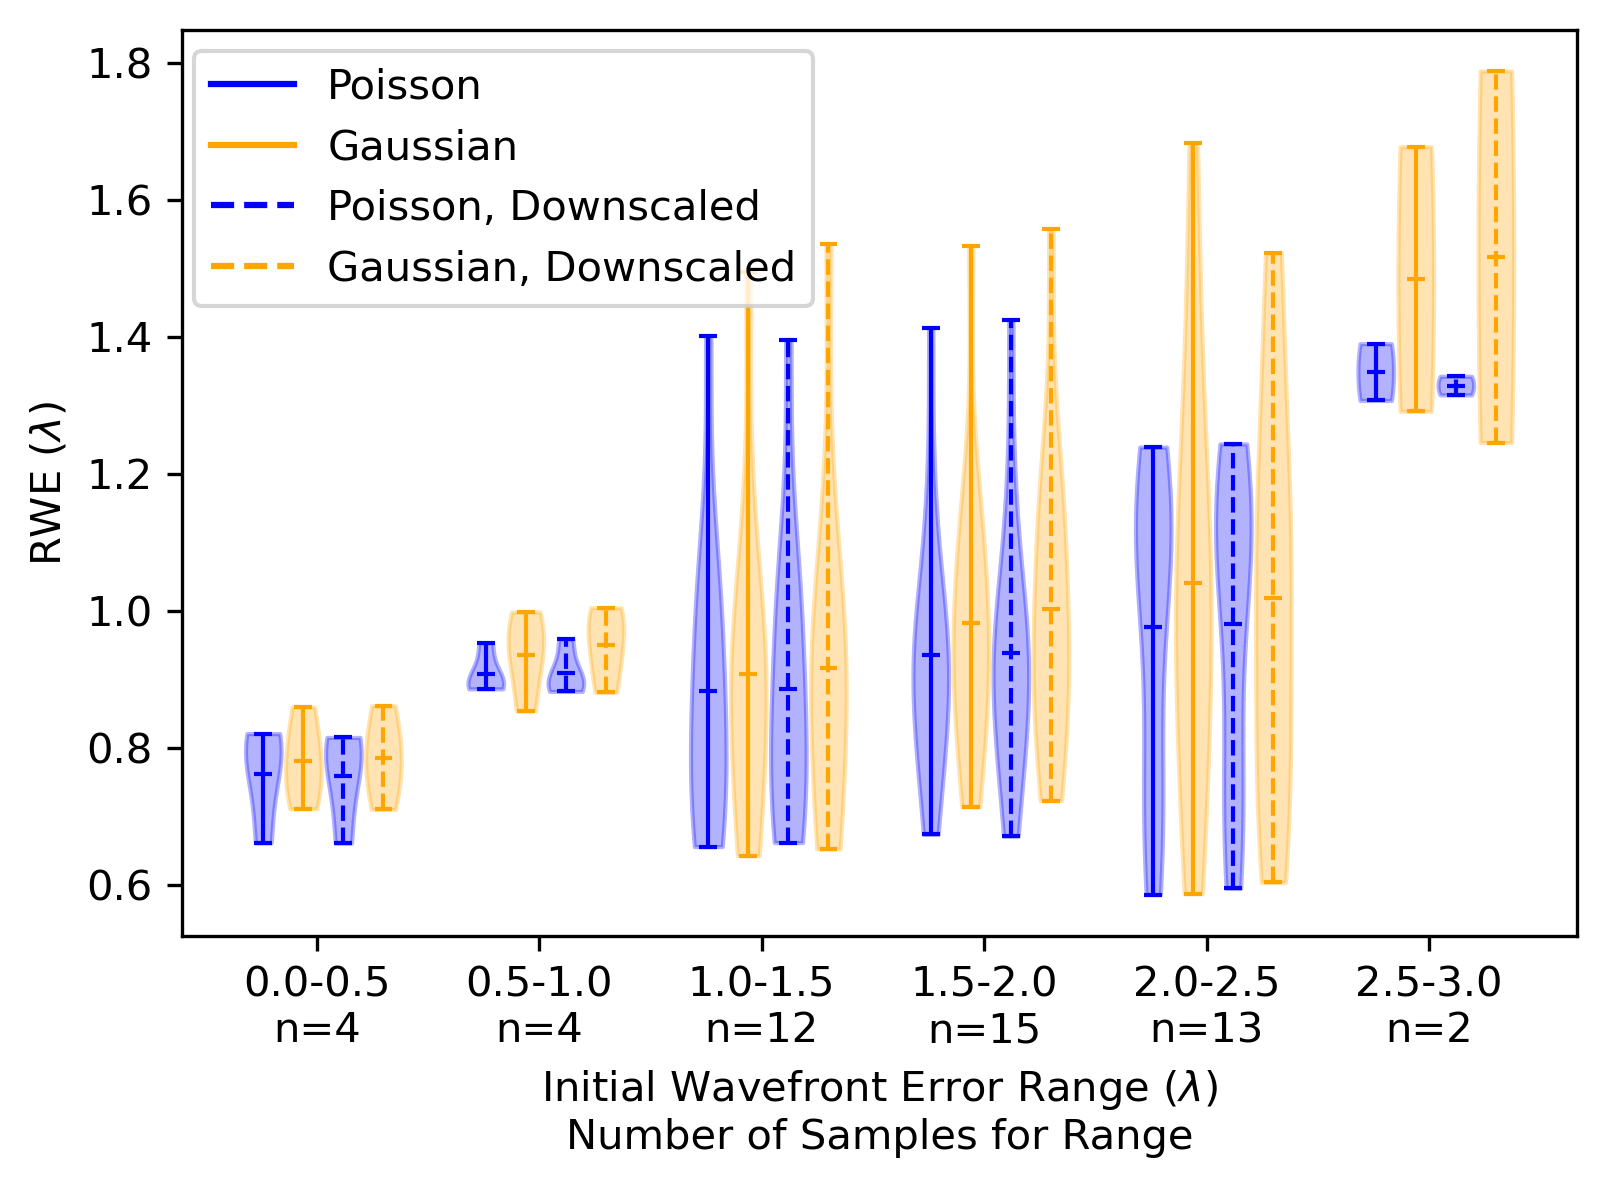 1.8
1.6
1.4
1.2
1.0
0.8
0.6
RWE (λ)
Poisson
Gaussian
Poisson, Downscaled
Gaussian, Downscaled
0.0-0.5
n=4
0.5-1.0
n=4
1.0-1.5
n=12
1.5-2.0
n=15
2.0-2.5
n=13
2.5-3.0
n=2
Initial Wavefront Error Range (λ)
Number of Samples for Range